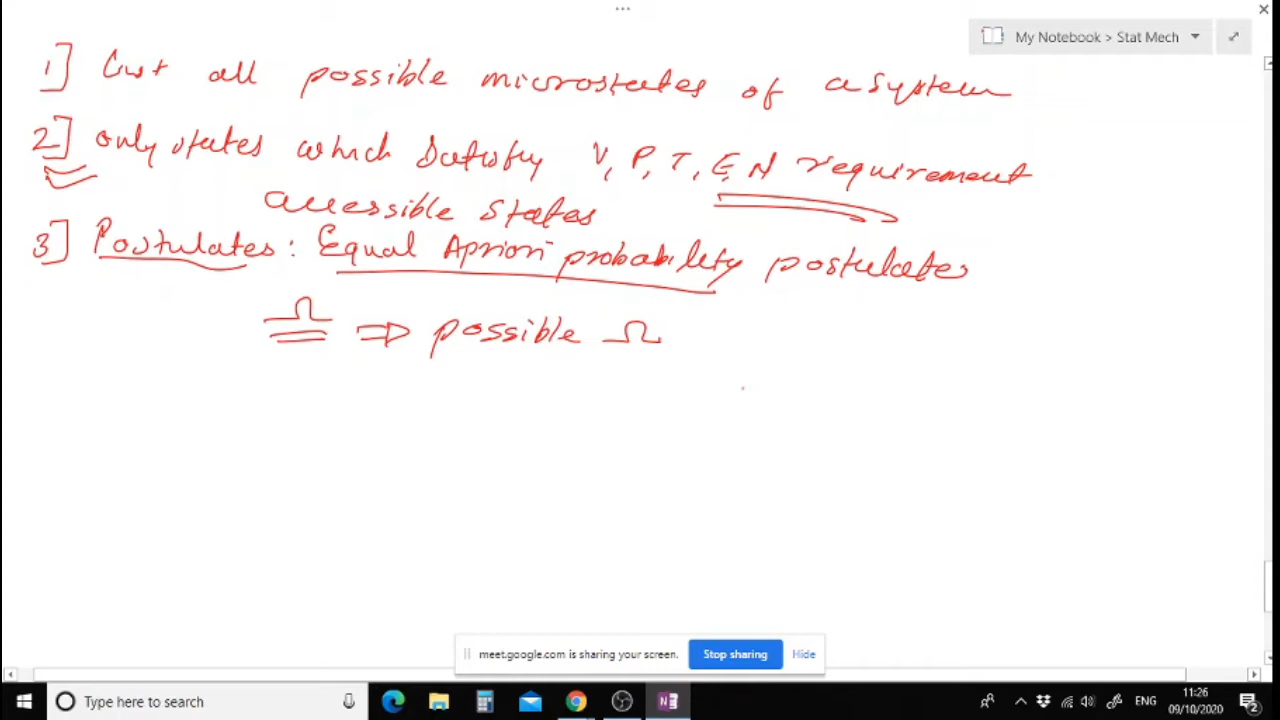 My Notebook > Stat Mech
1] List all possible microstates of a system
2] only states which satisfy V, P, T, E, N requirement
accessible states
3] Postulates : Equal Apriori probability postulates
Ω ⇒ possible Ω
meet.google.com is sharing your screen. Stop sharing Hide
Type here to search
ENG
11:26
09/10/2020
2